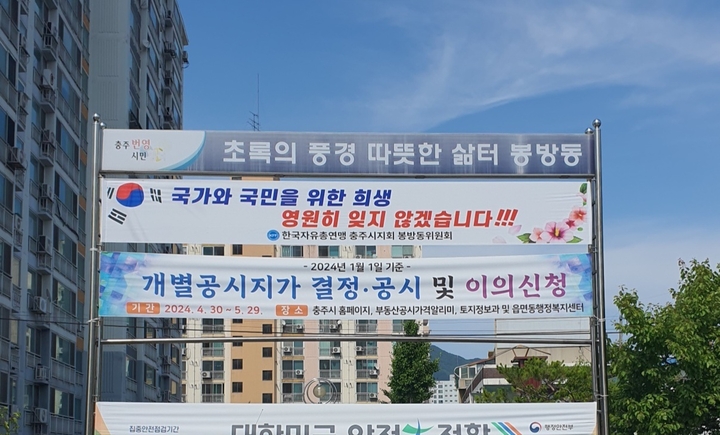 충주 번영
시민
초록의 풍경 따뜻한 삶터 봉방동
국가와 국민을 위한 희생
영원히 잊지 않겠습니다!!!
한국자유총연맹 충주시지회 봉방동위원회
- 2024년 1월 1일 기준 -
개별공시지가 결정·공시 및 이의신청
기간 2024. 4. 30 ~ 5. 29. 장소 충주시 홈페이지, 부동산공시가격알리미, 토지정보과 및 읍면동행정복지센터
집중안전점검기간
대한민국 안전 대전환
행정안전부